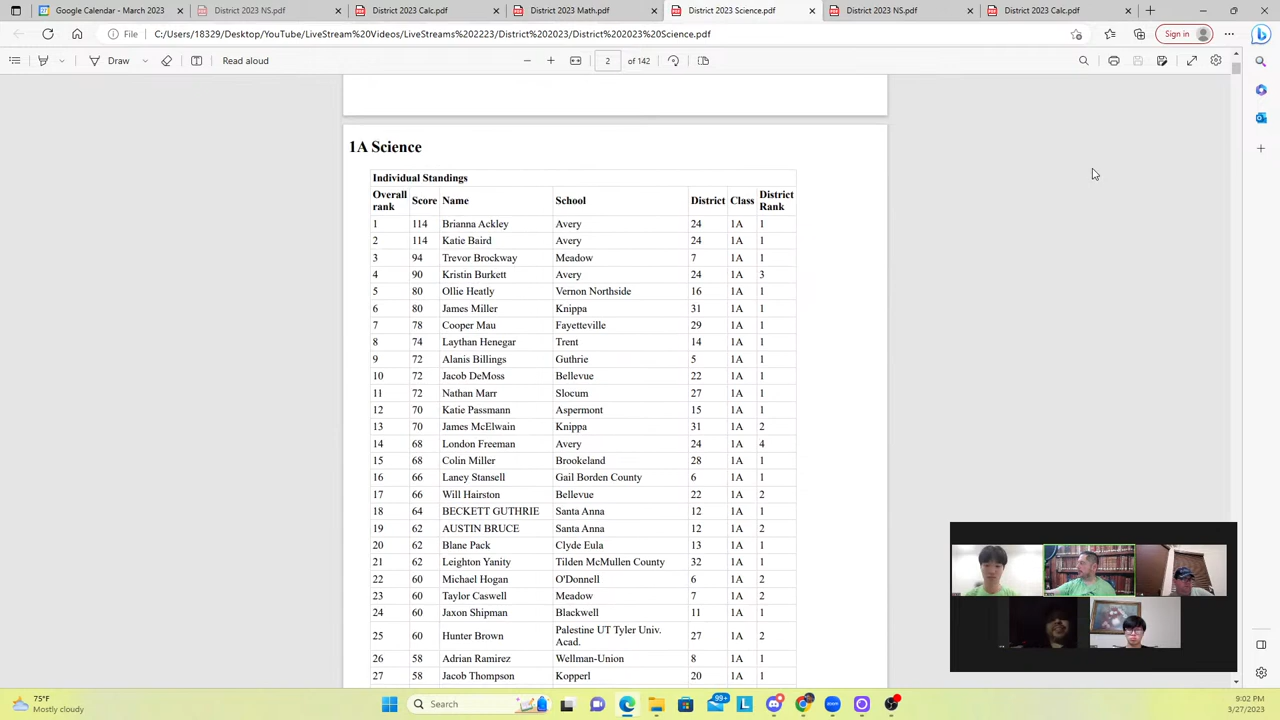 Google Calendar - March 2023
District 2023 NS.pdf
District 2023 Calc.pdf
District 2023 Math.pdf
District 2023 Science.pdf
District 2023 NS.pdf
District 2023 Calc.pdf
File
C:/Users/18329/Desktop/YouTube/LiveStream%20Videos/LiveStreams%202223/District%202023/District%202023%20Science.pdf
Sign in
Draw
Read aloud
2 of 142
1A Science
Individual Standings
Overall rank Score Name School District Class District Rank
1 114 Brianna Ackley Avery 24 1A 1
2 114 Katie Baird Avery 24 1A 1
3 94 Trevor Brockway Meadow 7 1A 1
4 90 Kristin Burkett Avery 24 1A 3
5 80 Ollie Heatly Vernon Northside 16 1A 1
6 80 James Miller Knippa 31 1A 1
7 78 Cooper Mau Fayetteville 29 1A 1
8 74 Laythan Henegar Trent 14 1A 1
9 72 Alanis Billings Guthrie 5 1A 1
10 72 Jacob DeMoss Bellevue 22 1A 1
11 72 Nathan Marr Slocum 27 1A 1
12 70 Katie Passmann Aspermont 15 1A 1
13 70 James McElwain Knippa 31 1A 2
14 68 London Freeman Avery 24 1A 4
15 68 Colin Miller Brookeland 28 1A 1
16 66 Laney Stansell Gail Borden County 6 1A 1
17 66 Will Hairston Bellevue 22 1A 2
18 64 BECKETT GUTHRIE Santa Anna 12 1A 1
19 62 AUSTIN BRUCE Santa Anna 12 1A 2
20 62 Blane Pack Clyde Eula 13 1A 1
21 62 Leighton Yanity Tilden McMullen County 32 1A 1
22 60 Michael Hogan O'Donnell 6 1A 2
23 60 Taylor Caswell Meadow 7 1A 2
24 60 Jaxon Shipman Blackwell 11 1A 1
25 60 Hunter Brown Palestine UT Tyler Univ. Acad. 27 1A 2
26 58 Adrian Ramirez Wellman-Union 8 1A 1
27 58 Jacob Thompson Kopperl 20 1A 1
75°F
Mostly cloudy
Search
99+
9:02 PM
3/27/2023